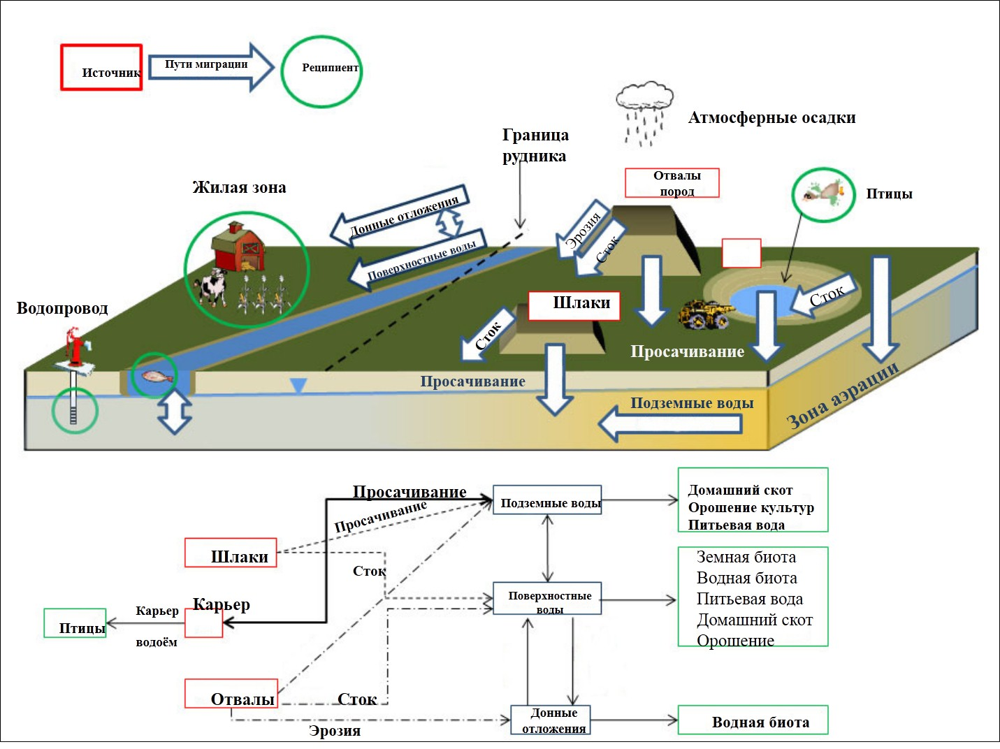 Источник
Пути миграции
Реципиент
Атмосферные осадки
Граница
рудника
Отвалы
пород
Птицы
Жилая зона
Донные отложения
Поверхностные воды
Эрозия
Сток
Водопровод
Шлаки
Сток
Сток
Просачивание
Просачивание
Подземные воды
Зона аэрации
Просачивание
Просачивание
Подземные воды
Домашний скот
Орошение культур
Питьевая вода
Шлаки
Сток
Земная биота
Водная биота
Питьевая вода
Домашний скот
Орошение
Поверхностные
воды
Карьер
Карьер
водоём
Птицы
Отвалы
Сток
Эрозия
Донные
отложения
Водная биота